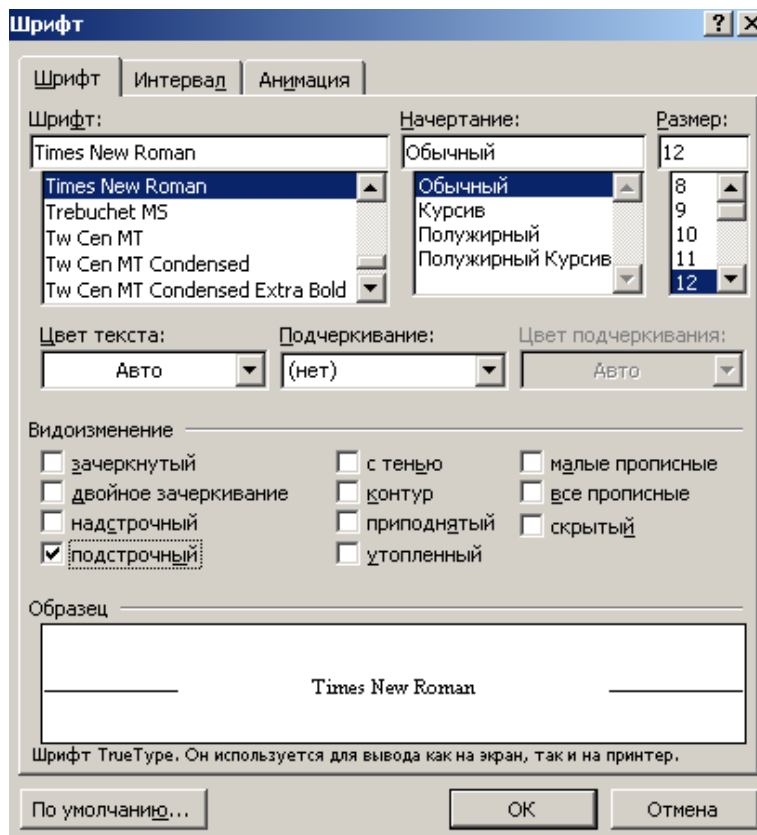 Шрифт
Шрифт Интервал Анимация
Шрифт: Начертание: Размер:
Times New Roman Обычный 12
Times New Roman Обычный 8
Trebuchet MS Курсив 9
Tw Cen MT Полужирный 10
Tw Cen MT Condensed Полужирный Курсив 11
Tw Cen MT Condensed Extra Bold 12
Цвет текста: Подчеркивание: Цвет подчеркивания:
Авто (нет) Авто
Видоизменение
зачеркнутый с тенью малые прописные
двойное зачеркивание контур все прописные
надстрочный приподнятый скрытый
подстрочный утопленный
Образец
Times New Roman
Шрифт TrueType. Он используется для вывода как на экран, так и на принтер.
По умолчанию... ОК Отмена